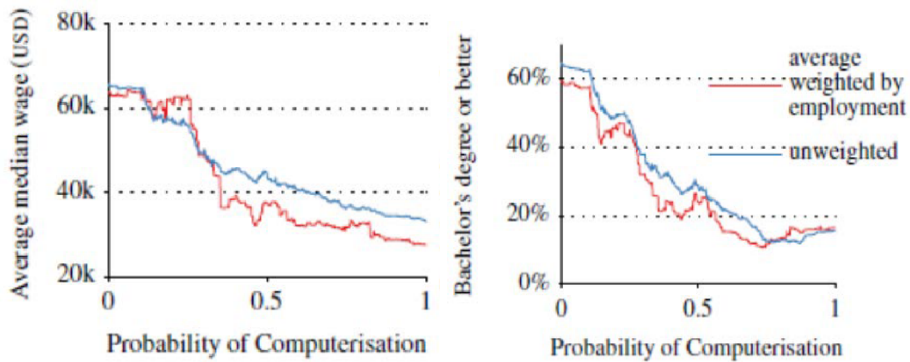 Average median wage (USD)
80k
60k
40k
20k
0
0.5
1
Probability of Computerisation
Bachelor's degree or better
60%
40%
20%
0%
0
0.5
1
Probability of Computerisation
average
weighted by
employment
unweighted